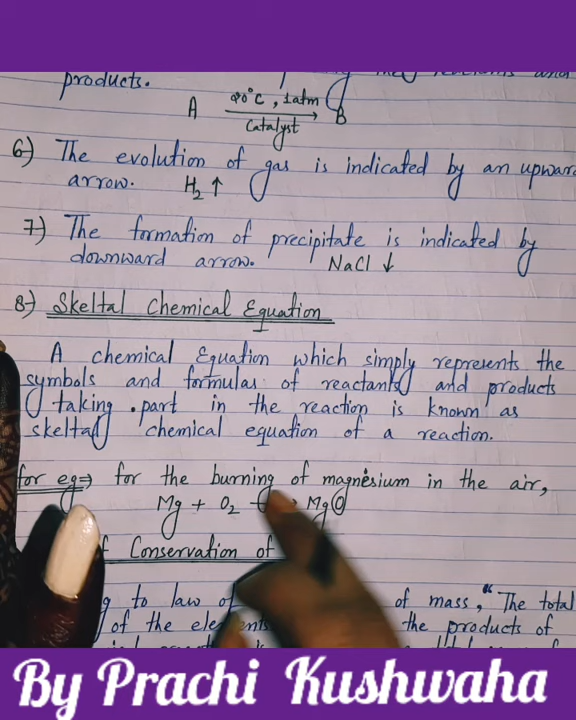 products.
A 20°C, 1atm B
Catalyst
6) The evolution of gas is indicated by an upward
arrow. H₂ ↑
7) The formation of precipitate is indicated by
downward arrow. NaCl ↓
8) Skeltal Chemical Equation
A chemical Equation which simply represents the
symbols and formulas of reactants and products
taking part in the reaction is known as
skeltal chemical equation of a reaction.
for eg ⇒ for the burning of magnesium in the air,
Mg + O₂ → MgO
Conservation of
to law of of mass, "The total
of the the products of
By Prachi Kushwaha